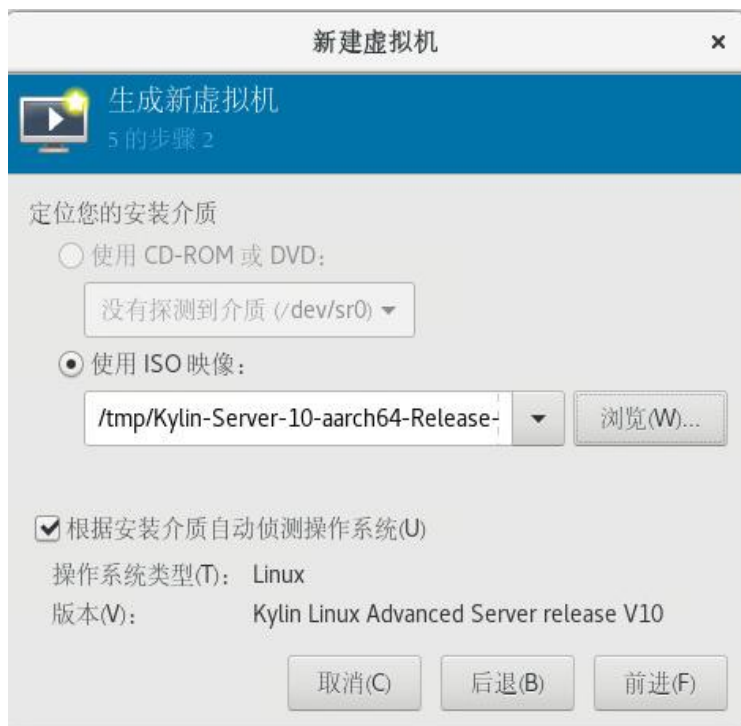 新建虚拟机 ×
生成新虚拟机
5 的步骤 2
定位您的安装介质
使用 CD-ROM 或 DVD：
没有探测到介质 (/dev/sr0)
使用 ISO 映像：
/tmp/Kylin-Server-10-aarch64-Release- 浏览(W)...
根据安装介质自动侦测操作系统(U)
操作系统类型(T)： Linux
版本(V)： Kylin Linux Advanced Server release V10
取消(C) 后退(B) 前进(F)